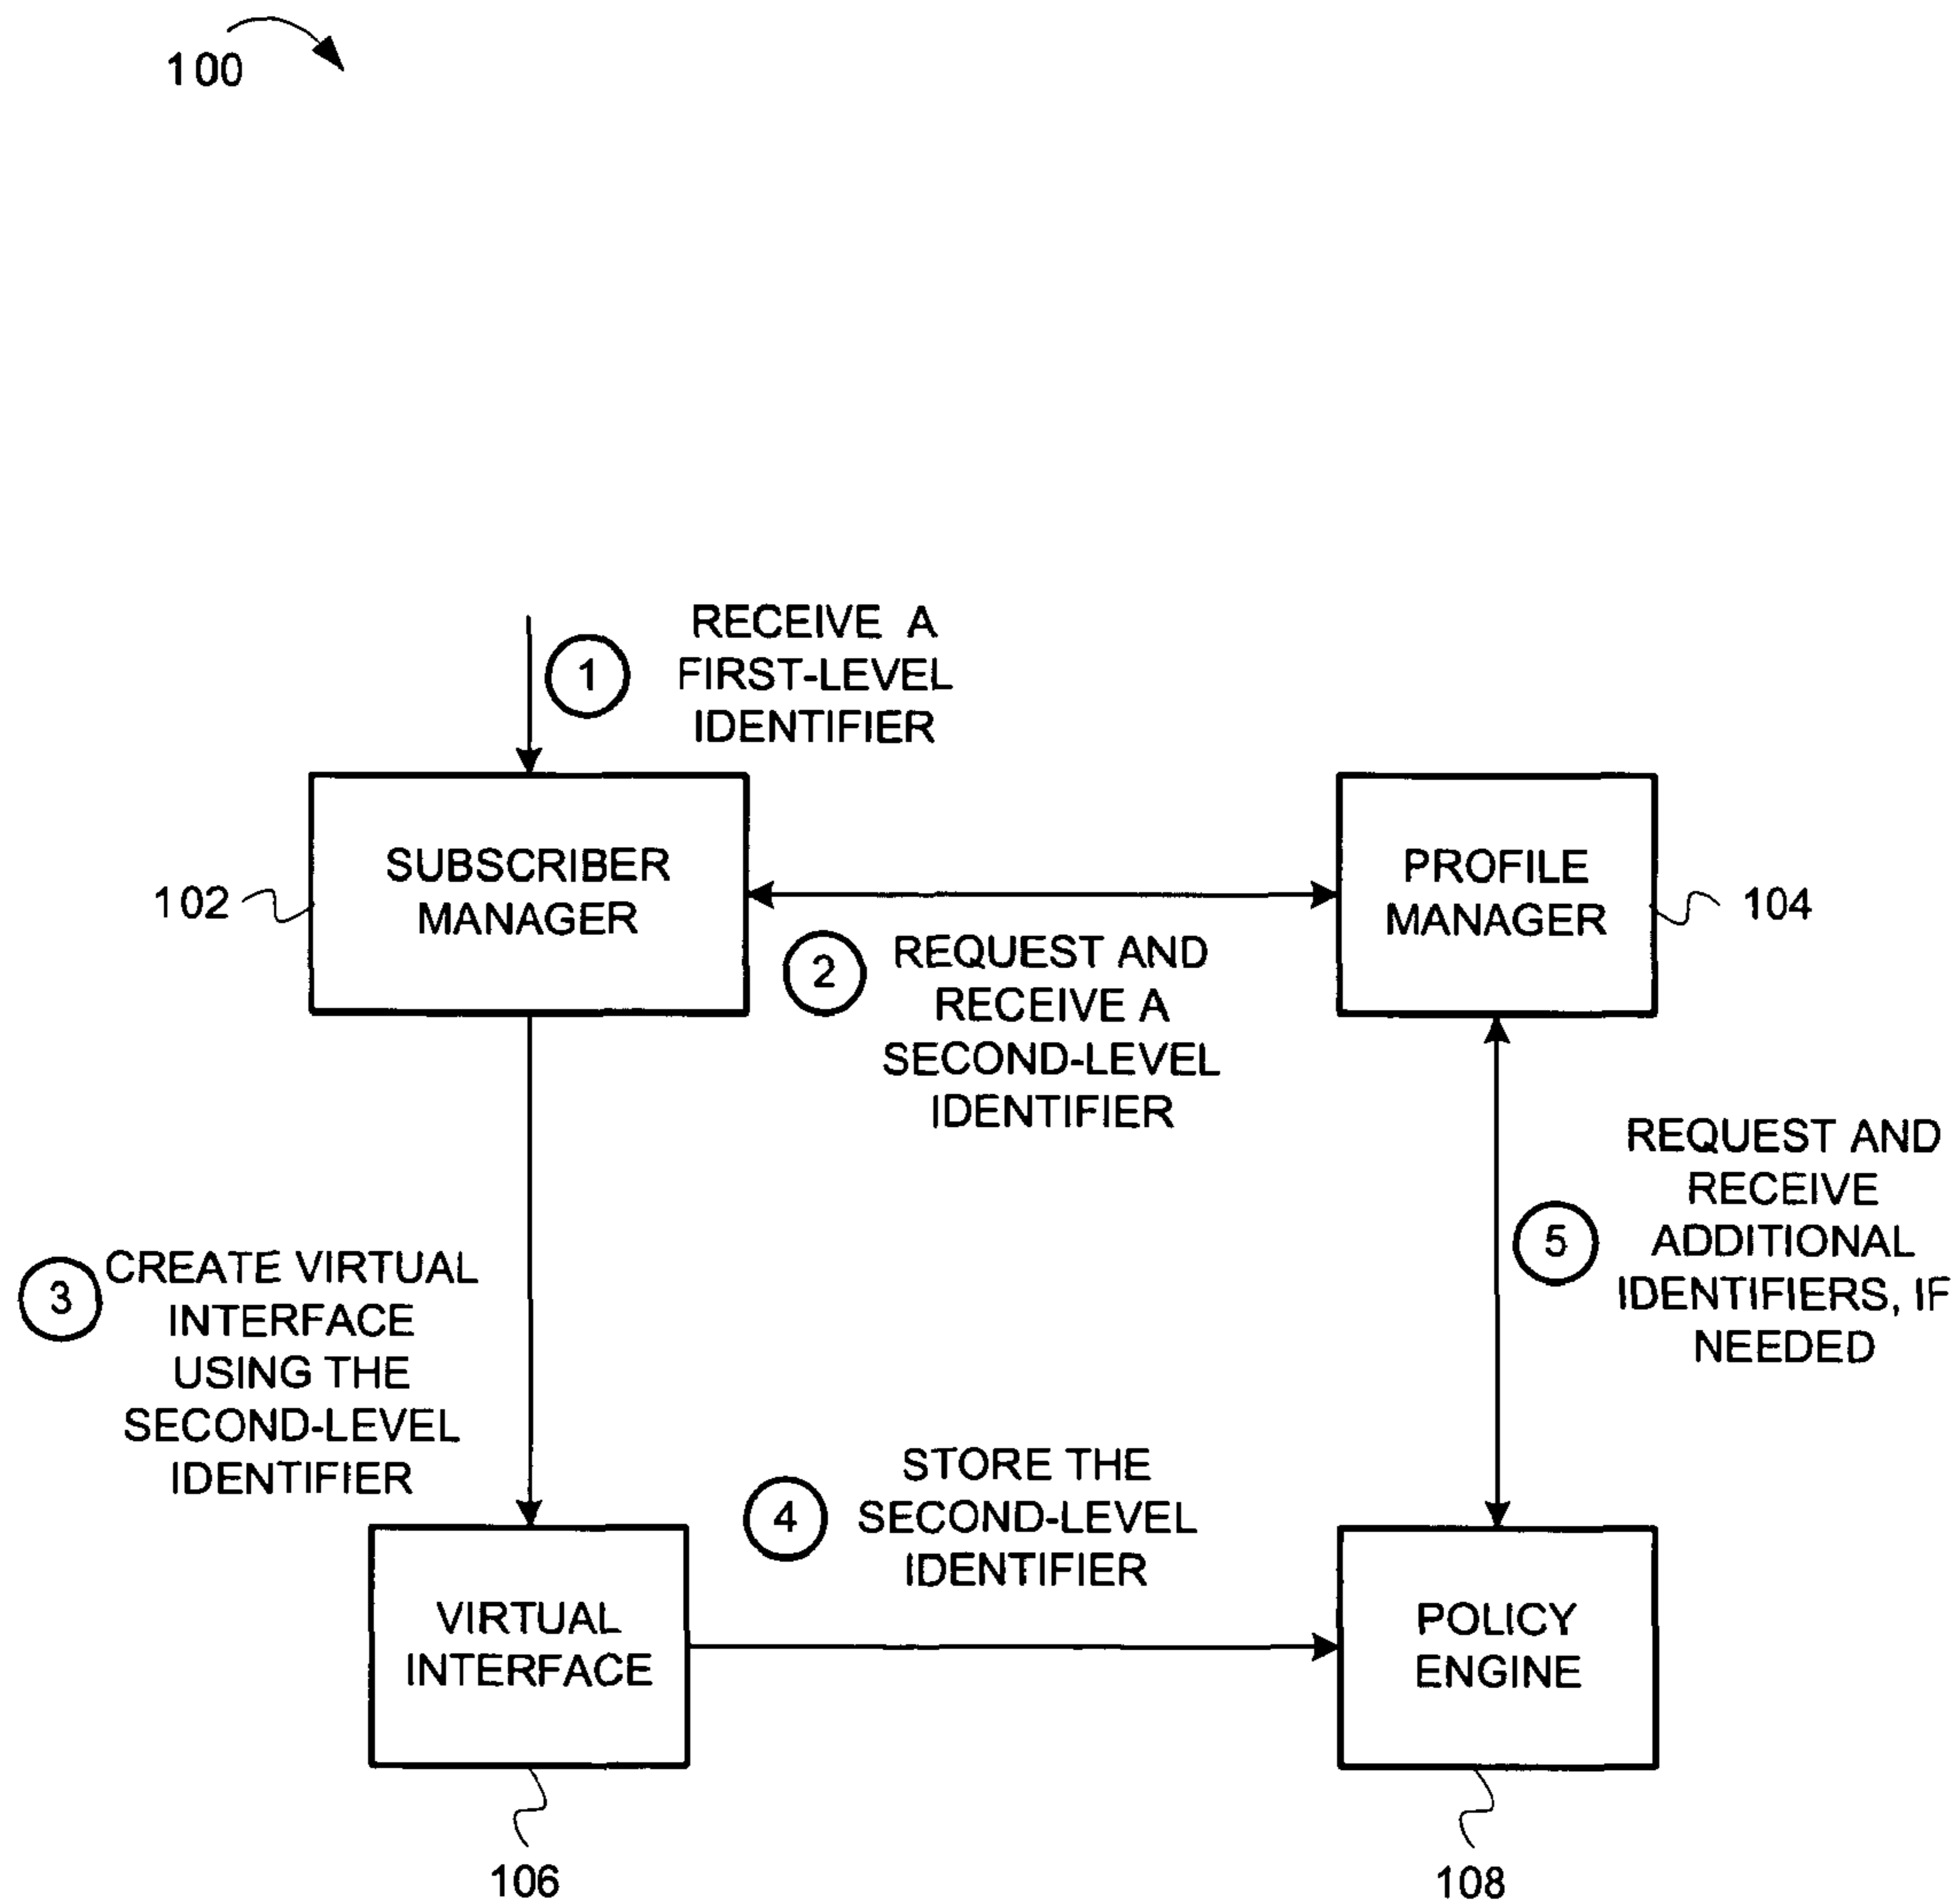 100
1
RECEIVE A
FIRST-LEVEL
IDENTIFIER
SUBSCRIBER
MANAGER
102
PROFILE
MANAGER
104
2
REQUEST AND
RECEIVE A
SECOND-LEVEL
IDENTIFIER
3
CREATE VIRTUAL
INTERFACE
USING THE
SECOND-LEVEL
IDENTIFIER
5
REQUEST AND
RECEIVE
ADDITIONAL
IDENTIFIERS, IF
NEEDED
4
STORE THE
SECOND-LEVEL
IDENTIFIER
VIRTUAL
INTERFACE
106
POLICY
ENGINE
108